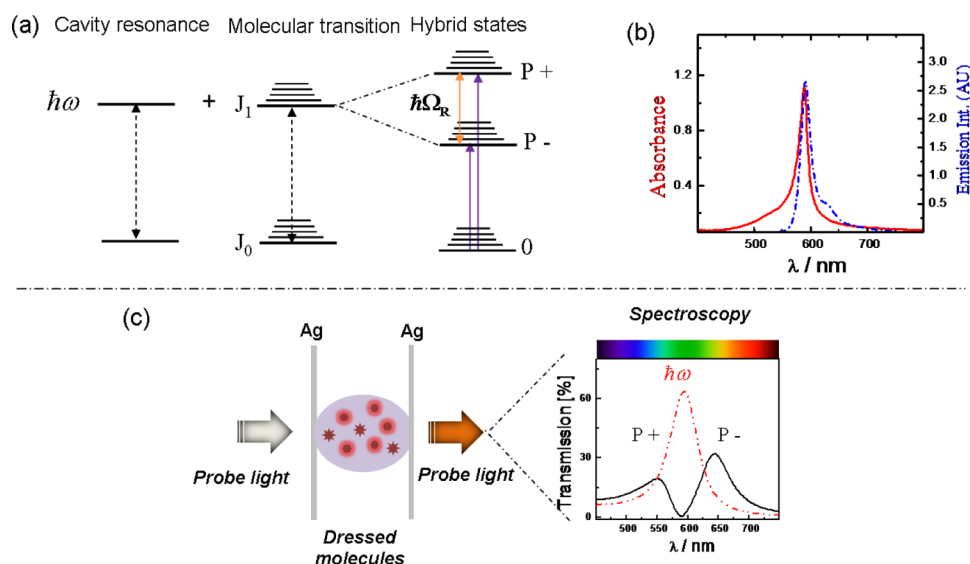 (a) Cavity resonance Molecular transition Hybrid states
ħω + J₁ P +
ħΩ_R
P -
J₀ 0
(b)
Absorbance
1.2
0.8
0.4
500 600 700
λ / nm
Emission Int. (AU)
3.0
2.5
2.0
1.5
1.0
0.5
(c)
Ag Ag
Probe light
Probe light
Dressed
molecules
Spectroscopy
ħω
P + P -
Transmission [%]
60
30
0
500 550 600 650 700
λ / nm